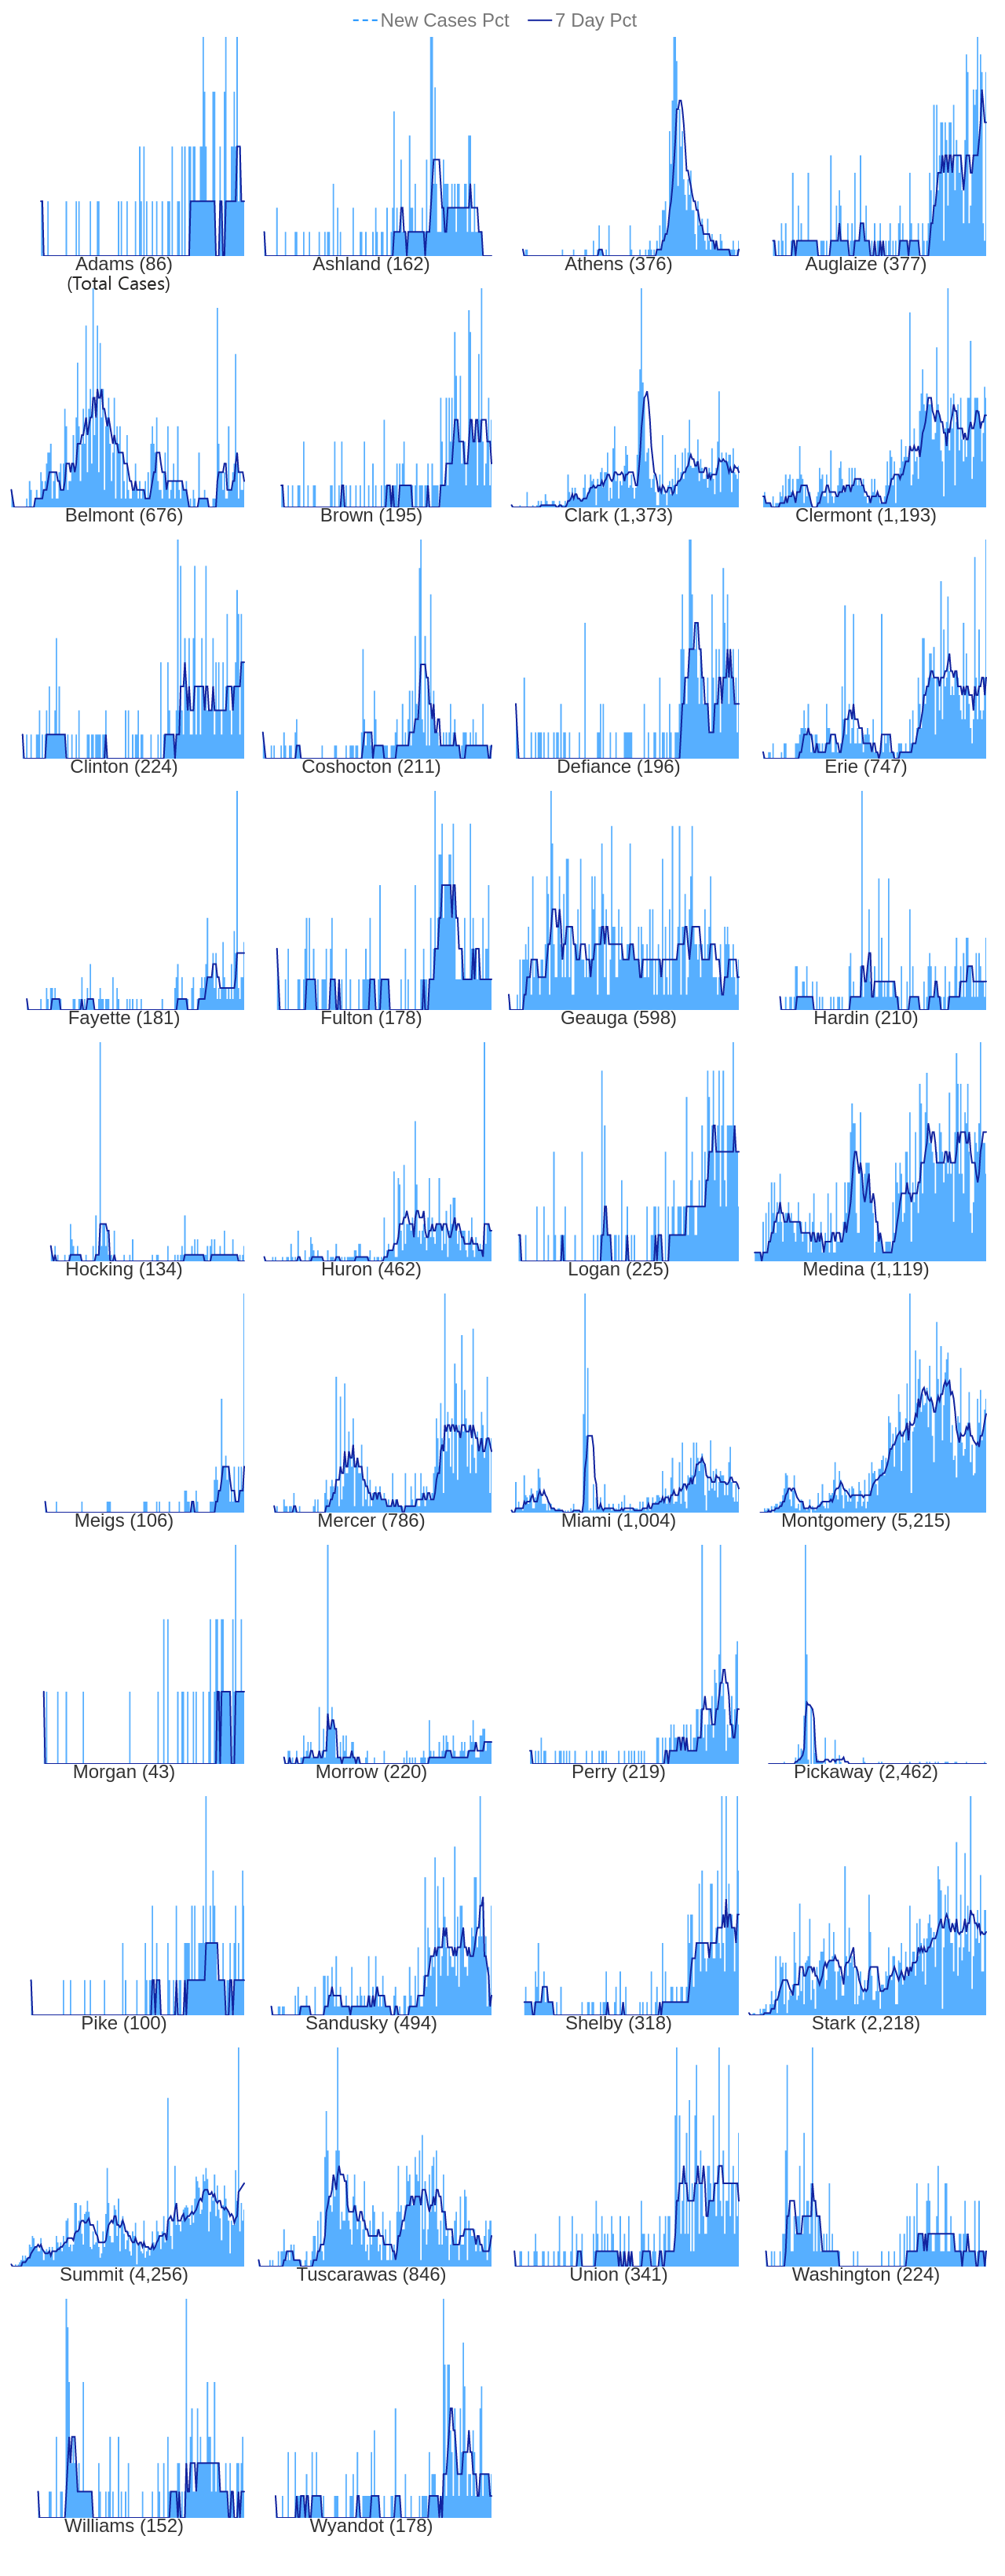 New Cases Pct 7 Day Pct
Adams (86) Ashland (162) Athens (376) Auglaize (377)
(Total Cases)
Belmont (676) Brown (195) Clark (1,373) Clermont (1,193)
Clinton (224) Coshocton (211) Defiance (196) Erie (747)
Fayette (181) Fulton (178) Geauga (598) Hardin (210)
Hocking (134) Huron (462) Logan (225) Medina (1,119)
Meigs (106) Mercer (786) Miami (1,004) Montgomery (5,215)
Morgan (43) Morrow (220) Perry (219) Pickaway (2,462)
Pike (100) Sandusky (494) Shelby (318) Stark (2,218)
Summit (4,256) Tuscarawas (846) Union (341) Washington (224)
Williams (152) Wyandot (178)